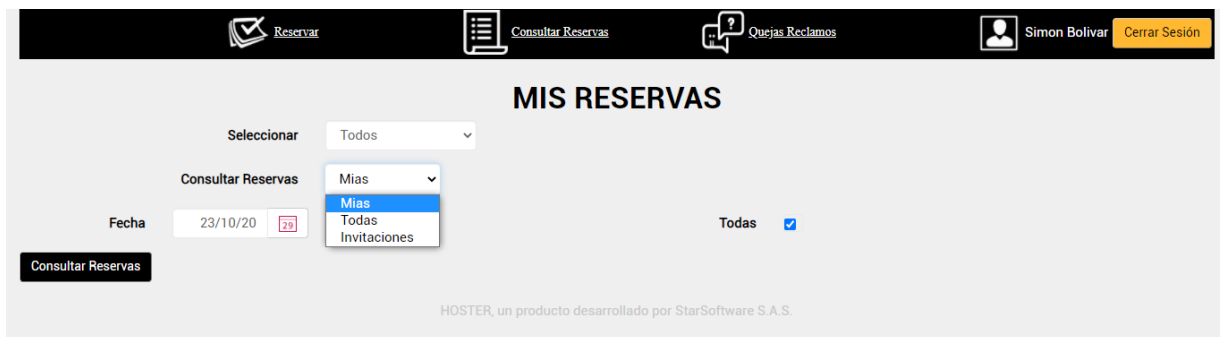 Reservar
Consultar Reservas
?
Quejas Reclamos
Simon Bolivar
Cerrar Sesión
MIS RESERVAS
Seleccionar
Todos
Consultar Reservas
Mias
Mias
Todas
Invitaciones
Fecha
23/10/20
29
Todas
Consultar Reservas
HOSTER, un producto desarrollado por StarSoftware S.A.S.